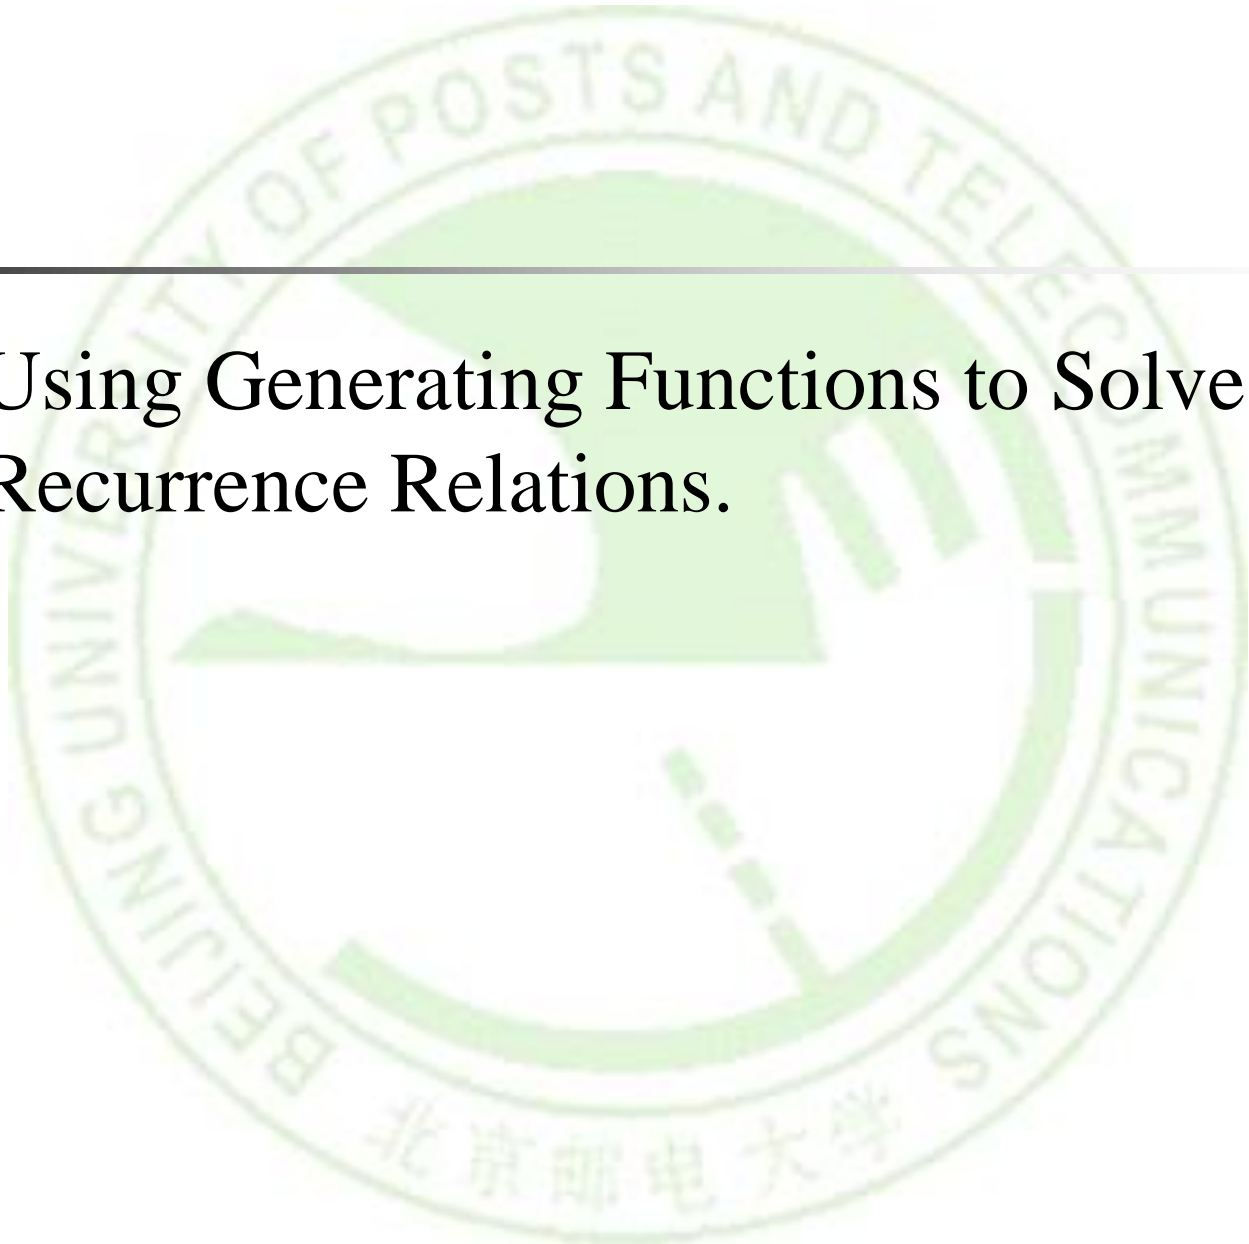 BEIJING UNIVERSITY OF POSTS AND TELECOMMUNICATIONS
Using Generating Functions to Solve
Recurrence Relations.
北京邮电大学